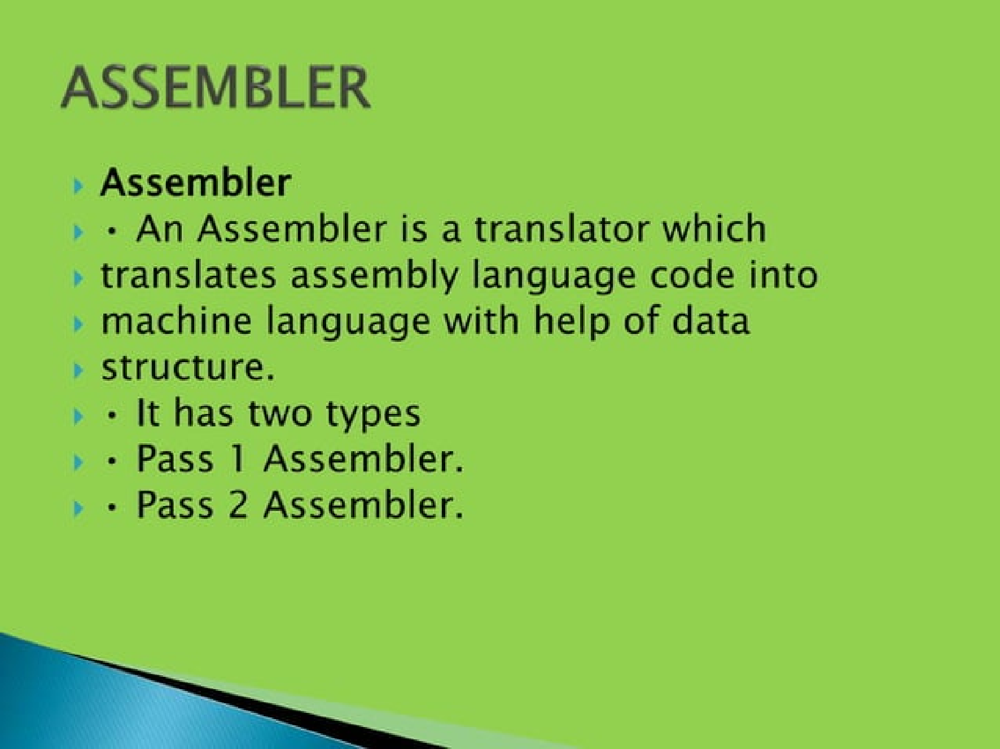 ASSEMBLER
Assembler
• An Assembler is a translator which
translates assembly language code into
machine language with help of data
structure.
• It has two types
• Pass 1 Assembler.
• Pass 2 Assembler.